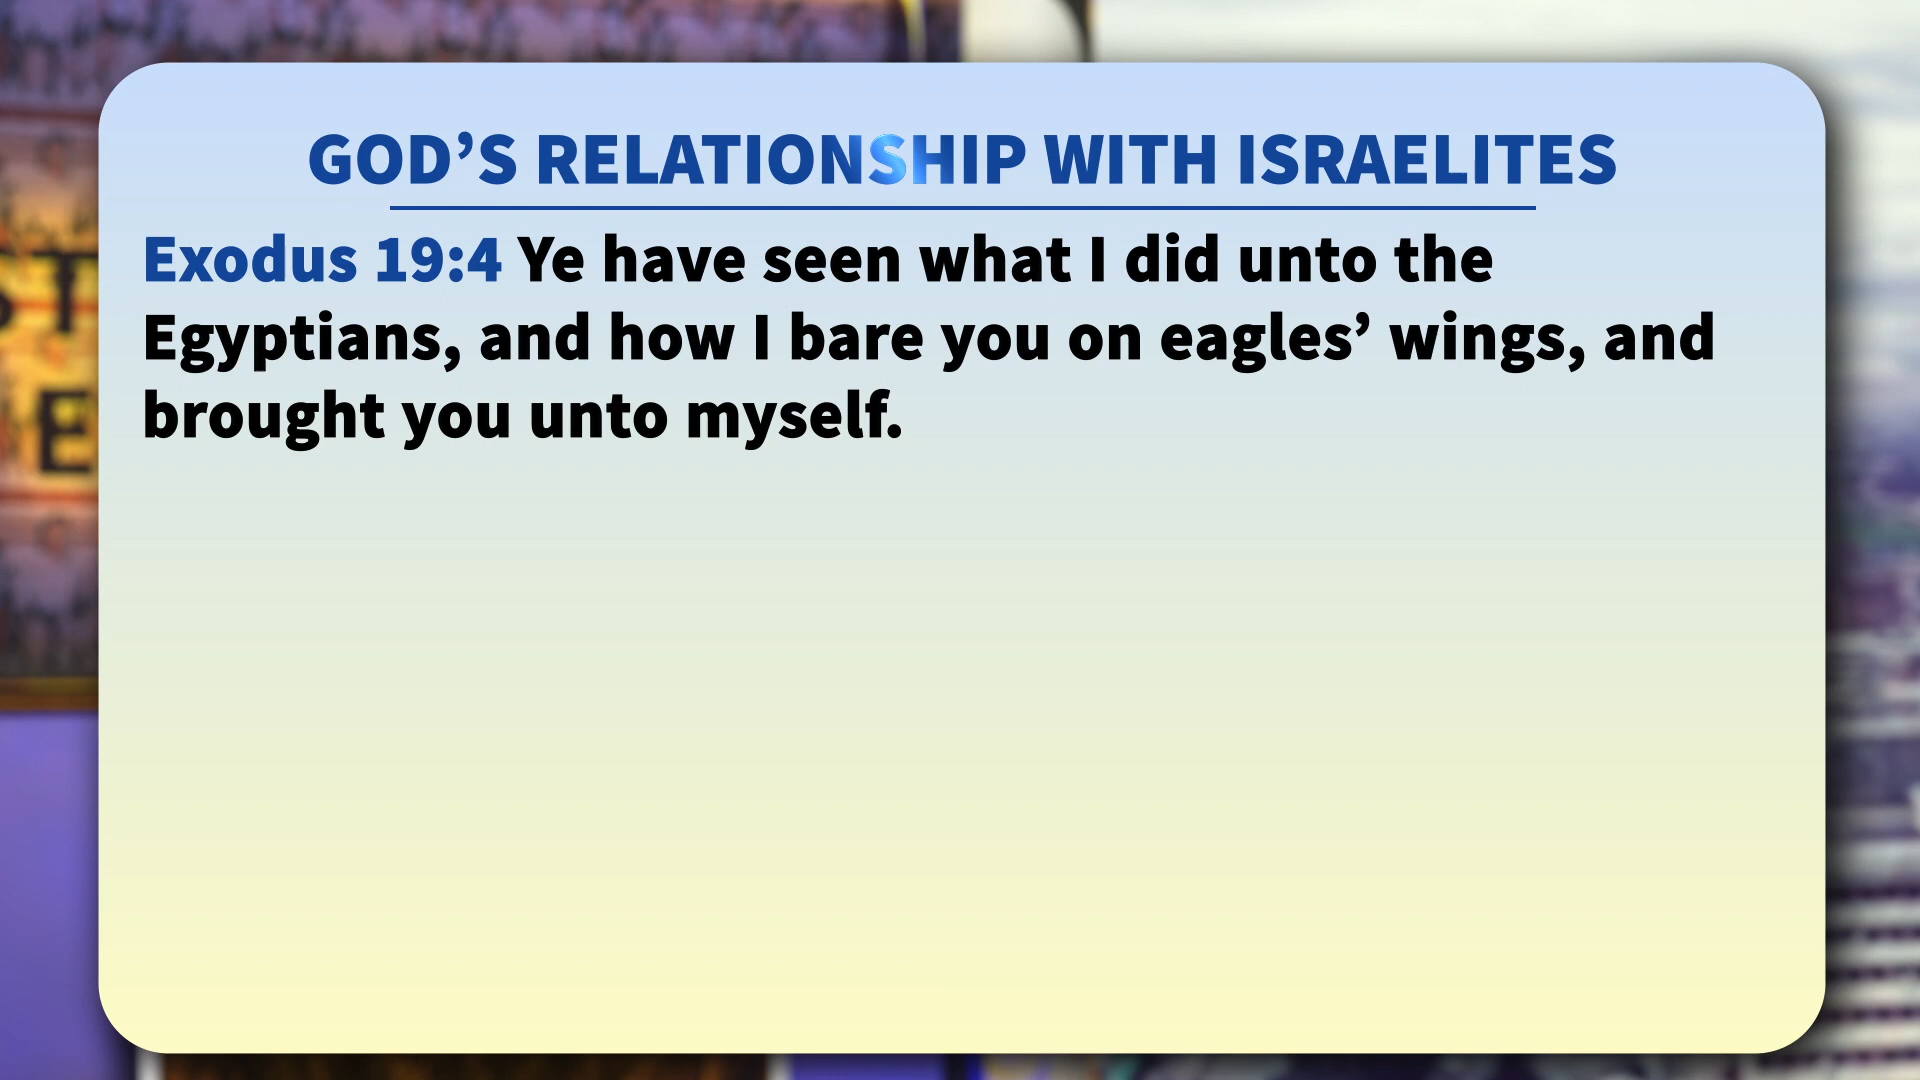 GOD’S RELATIONSHIP WITH ISRAELITES
Exodus 19:4 Ye have seen what I did unto the
Egyptians, and how I bare you on eagles’ wings, and
brought you unto myself.